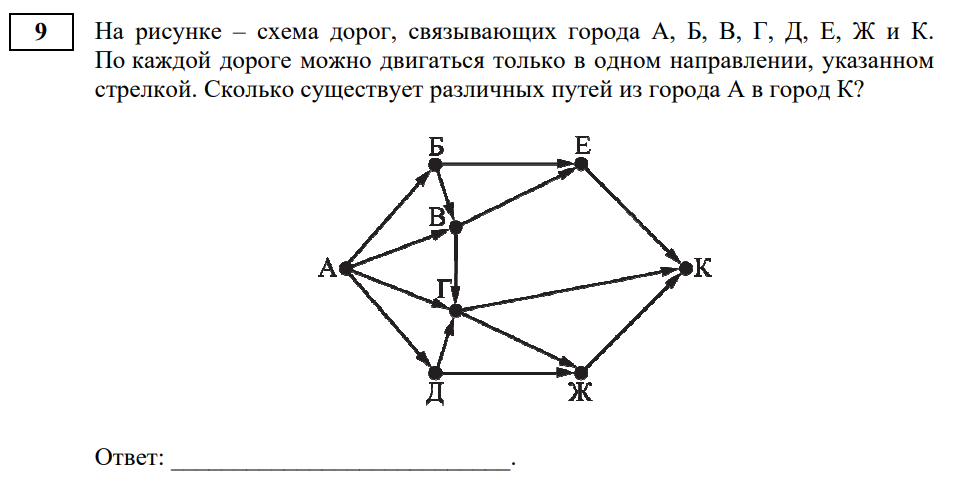 9
На рисунке – схема дорог, связывающих города А, Б, В, Г, Д, Е, Ж и К.
По каждой дороге можно двигаться только в одном направлении, указанном
стрелкой. Сколько существует различных путей из города А в город К?
Б
Е
В
А
К
Г
Д
Ж
Ответ: ___________________________.